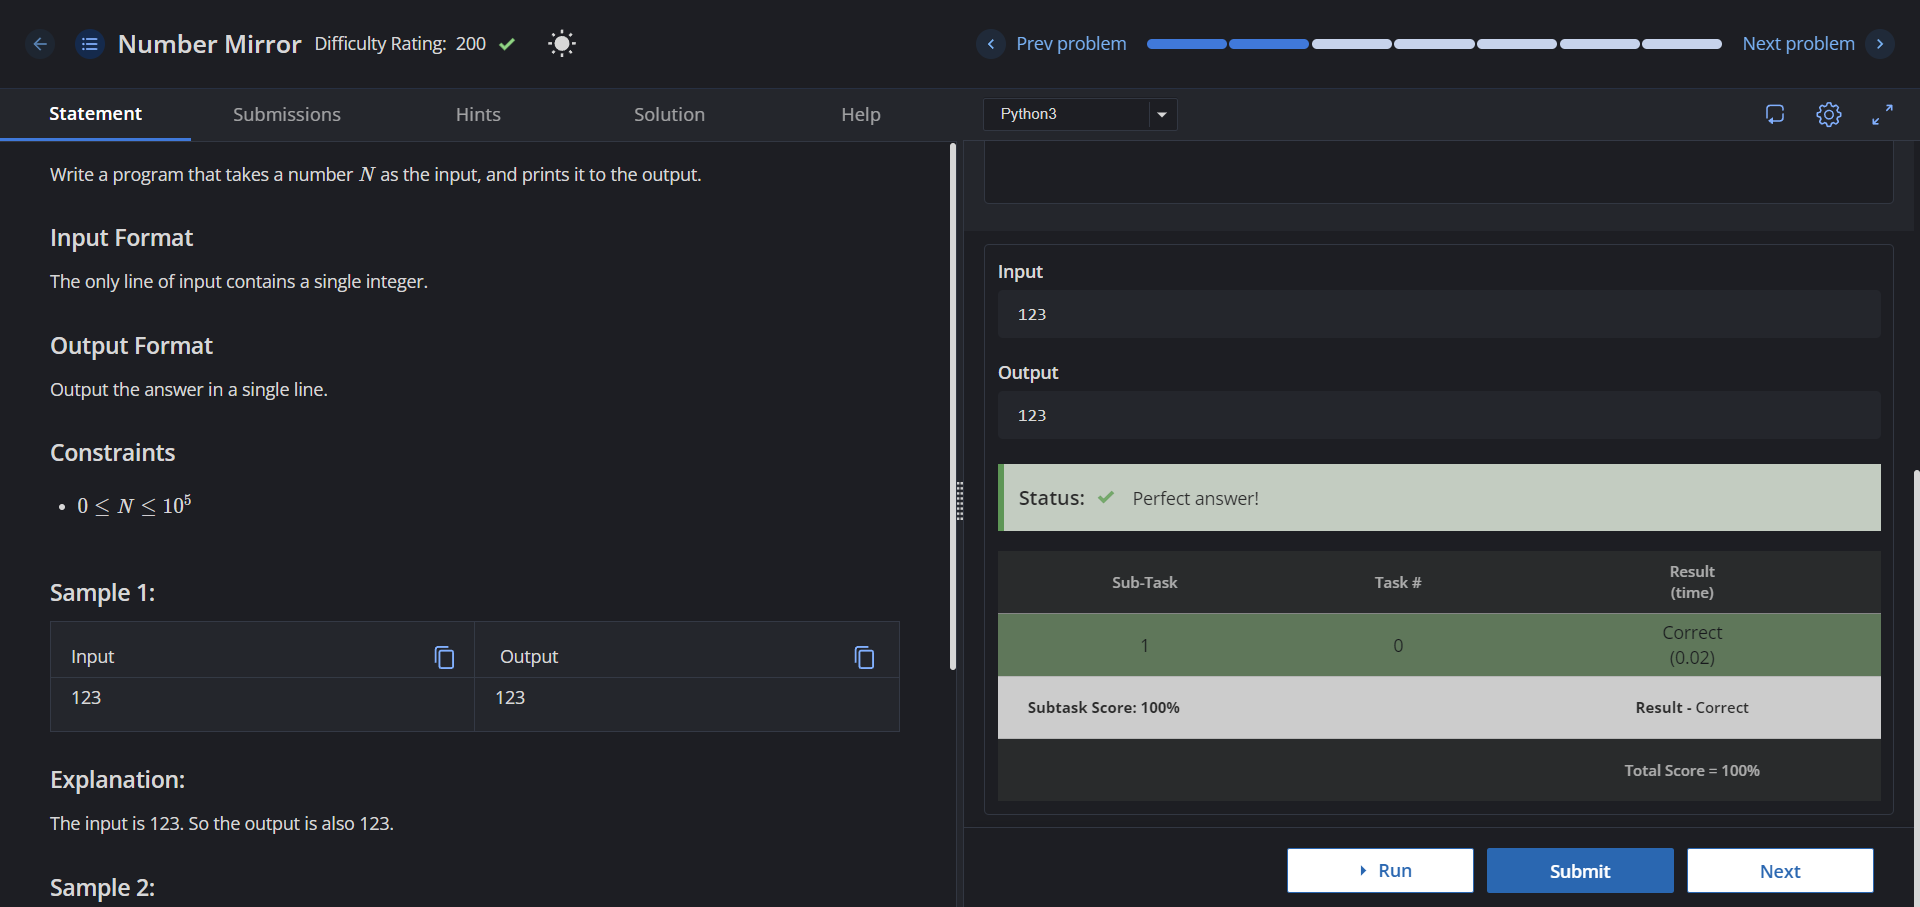 Number Mirror Difficulty Rating: 200
Prev problem
Next problem
Statement
Submissions
Hints
Solution
Help
Python3
Write a program that takes a number N as the input, and prints it to the output.
Input Format
The only line of input contains a single integer.
Output Format
Output the answer in a single line.
Constraints
• 0 ≤ N ≤ 10⁵
Sample 1:
Input
Output
123
123
Explanation:
The input is 123. So the output is also 123.
Sample 2:
Input
123
Output
123
Status: Perfect answer!
Sub-Task
Task #
Result
(time)
1
0
Correct
(0.02)
Subtask Score: 100%
Result - Correct
Total Score = 100%
Run
Submit
Next